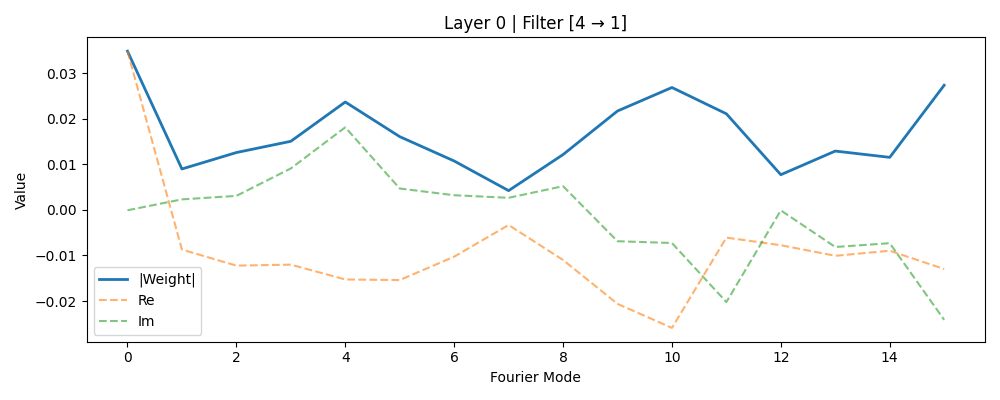 Layer 0 | Filter [4 → 1]
Value
0.03
0.02
0.01
0.00
−0.01
−0.02
|Weight|
Re
Im
0 2 4 6 8 10 12 14
Fourier Mode